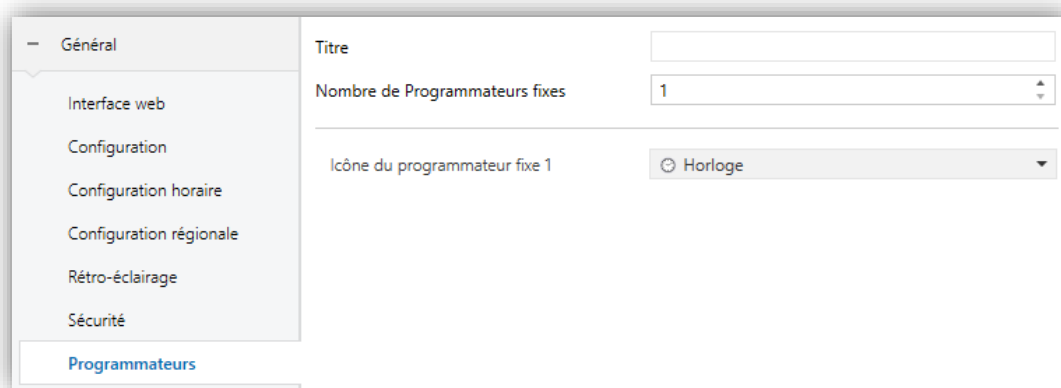 Général
Interface web
Configuration
Configuration horaire
Configuration régionale
Rétro-éclairage
Sécurité
Programmateurs
Titre
Nombre de Programmateurs fixes 1
Icône du programmateur fixe 1 Horloge